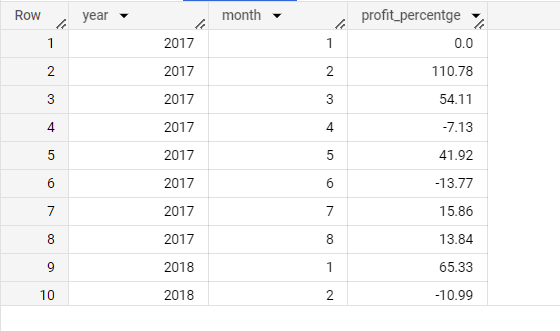 Row year month profit_percentge
1 2017 1 0.0
2 2017 2 110.78
3 2017 3 54.11
4 2017 4 -7.13
5 2017 5 41.92
6 2017 6 -13.77
7 2017 7 15.86
8 2017 8 13.84
9 2018 1 65.33
10 2018 2 -10.99